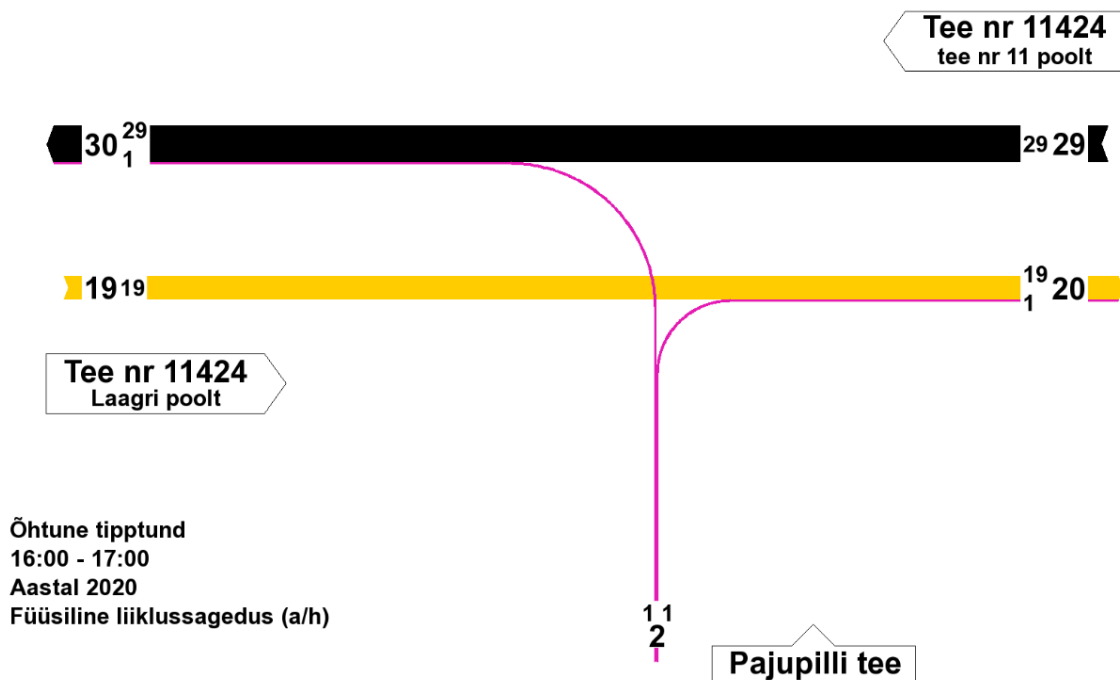 Tee nr 11424
tee nr 11 poolt
30 29 29 29
1
19 19 19 20
1
Tee nr 11424
Laagri poolt
Õhtune tipptund
16:00 - 17:00
Aastal 2020
Füüsiline liiklussagedus (a/h)
1 1
2
Pajupilli tee